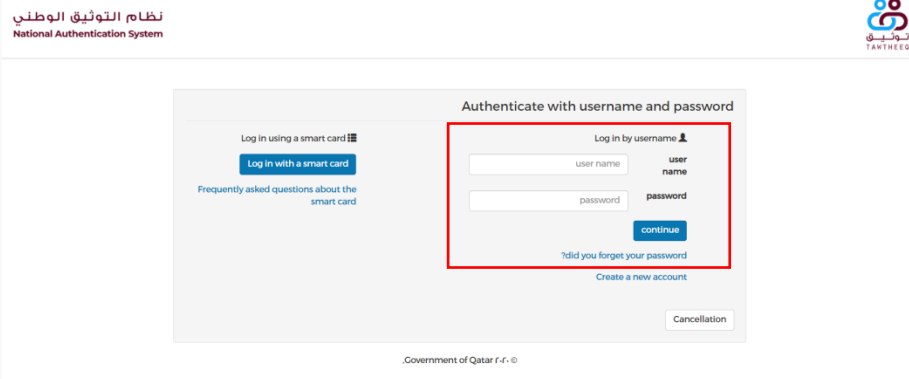 نظام التوثيق الوطني
National Authentication System
توثيق
TAWTHEEQ
Authenticate with username and password
Log in by username
user name
user
name
password
password
continue
?did you forget your password
Create a new account
Log in using a smart card
Log in with a smart card
Frequently asked questions about the
smart card
Cancellation
.Government of Qatar ٢٠٢٠ ©